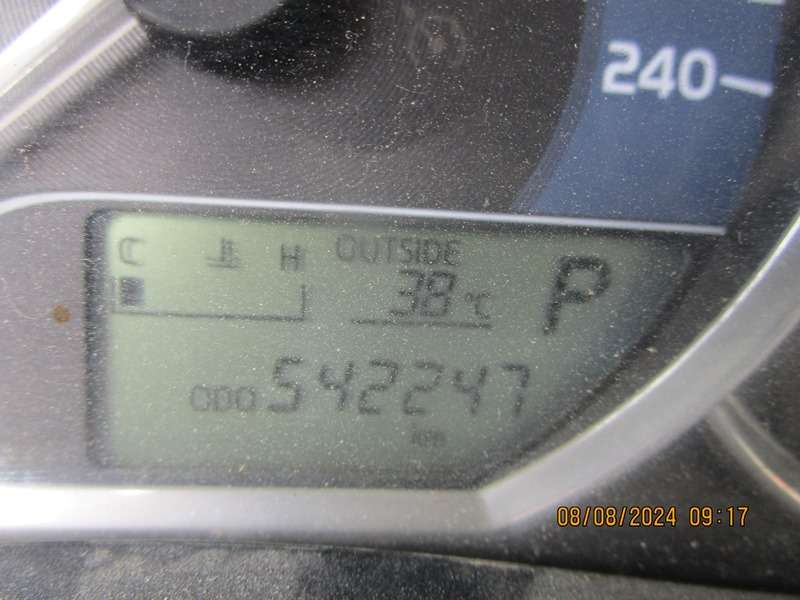 240
C H OUTSIDE
38 °C P
ODO 542247
km
08/08/2024 09:17